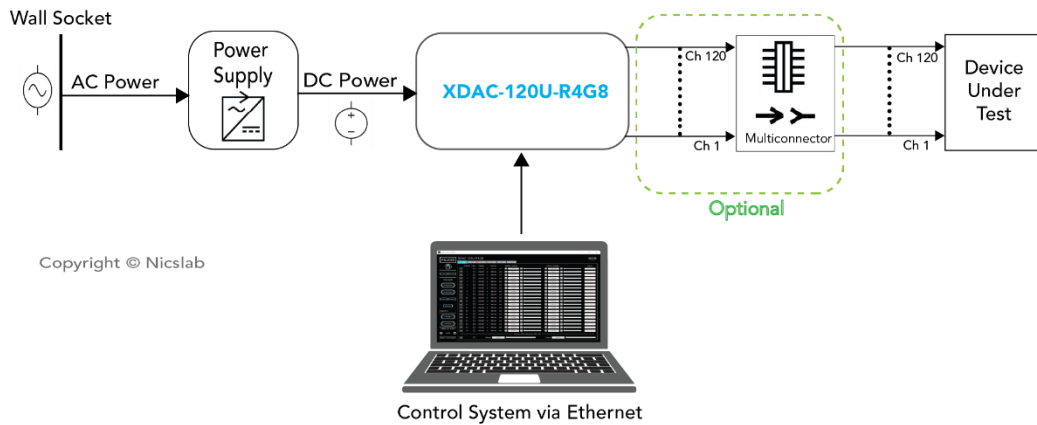 Wall Socket
AC Power
Power
Supply
DC Power
XDAC-120U-R4G8
Ch 120
Ch 1
Multiconnector
Optional
Ch 120
Ch 1
Device
Under
Test
Copyright © Nicslab
Control System via Ethernet